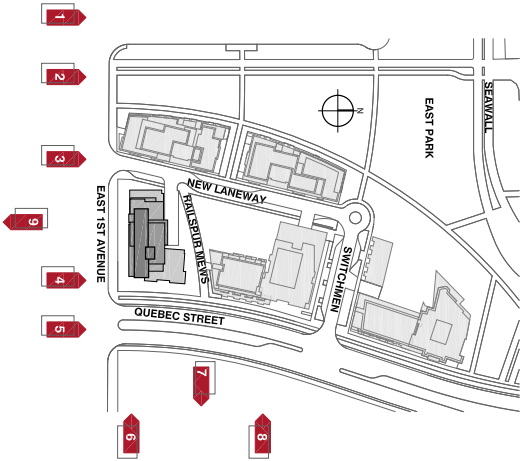 1
2
3
9
4
5
7
6
8
SEAWALL
EAST PARK
N
NEW LANEWAY
RAILSPUR MEWS
EAST 1ST AVENUE
SWITCHMEN
QUEBEC STREET